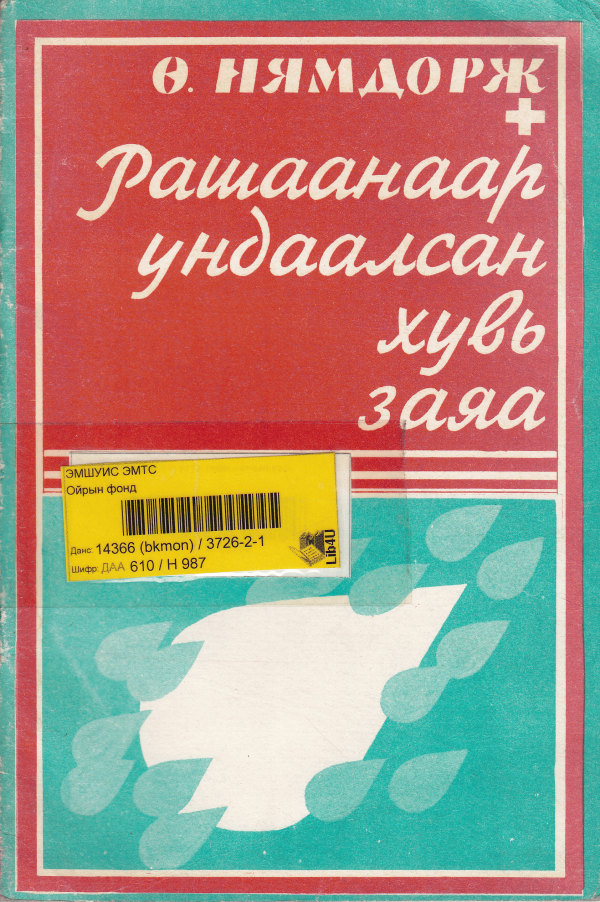 Ө. НЯМДОРЖ
Рашаанаар
ундаалсан
хувь
заяа
ЭМШУИС ЭМТС
Ойрын фонд
Данс: 14366 (bkmon) / 3726-2-1
Шифр: ДАА 610 / Н 987
Lib4U